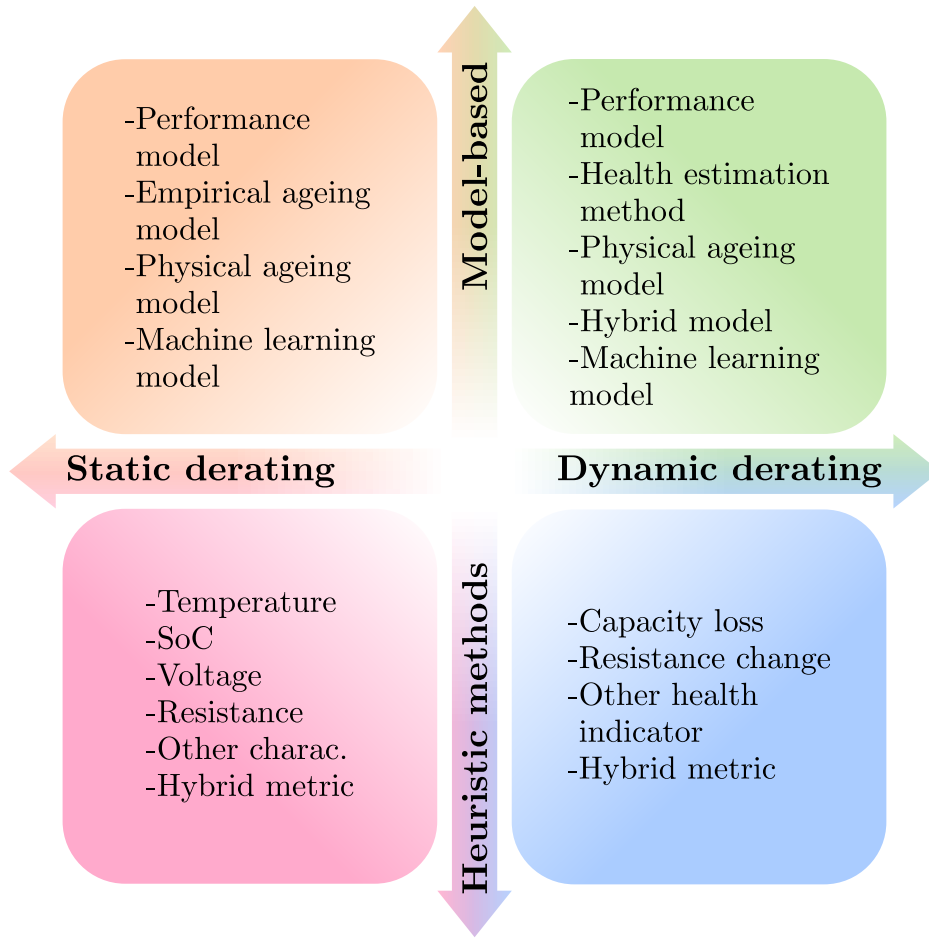 Model-based
-Performance
model
-Empirical ageing
model
-Physical ageing
model
-Machine learning
model
-Performance
model
-Health estimation
method
-Physical ageing
model
-Hybrid model
-Machine learning
model
Static derating
Dynamic derating
-Temperature
-SoC
-Voltage
-Resistance
-Other charac.
-Hybrid metric
Heuristic methods
-Capacity loss
-Resistance change
-Other health
indicator
-Hybrid metric